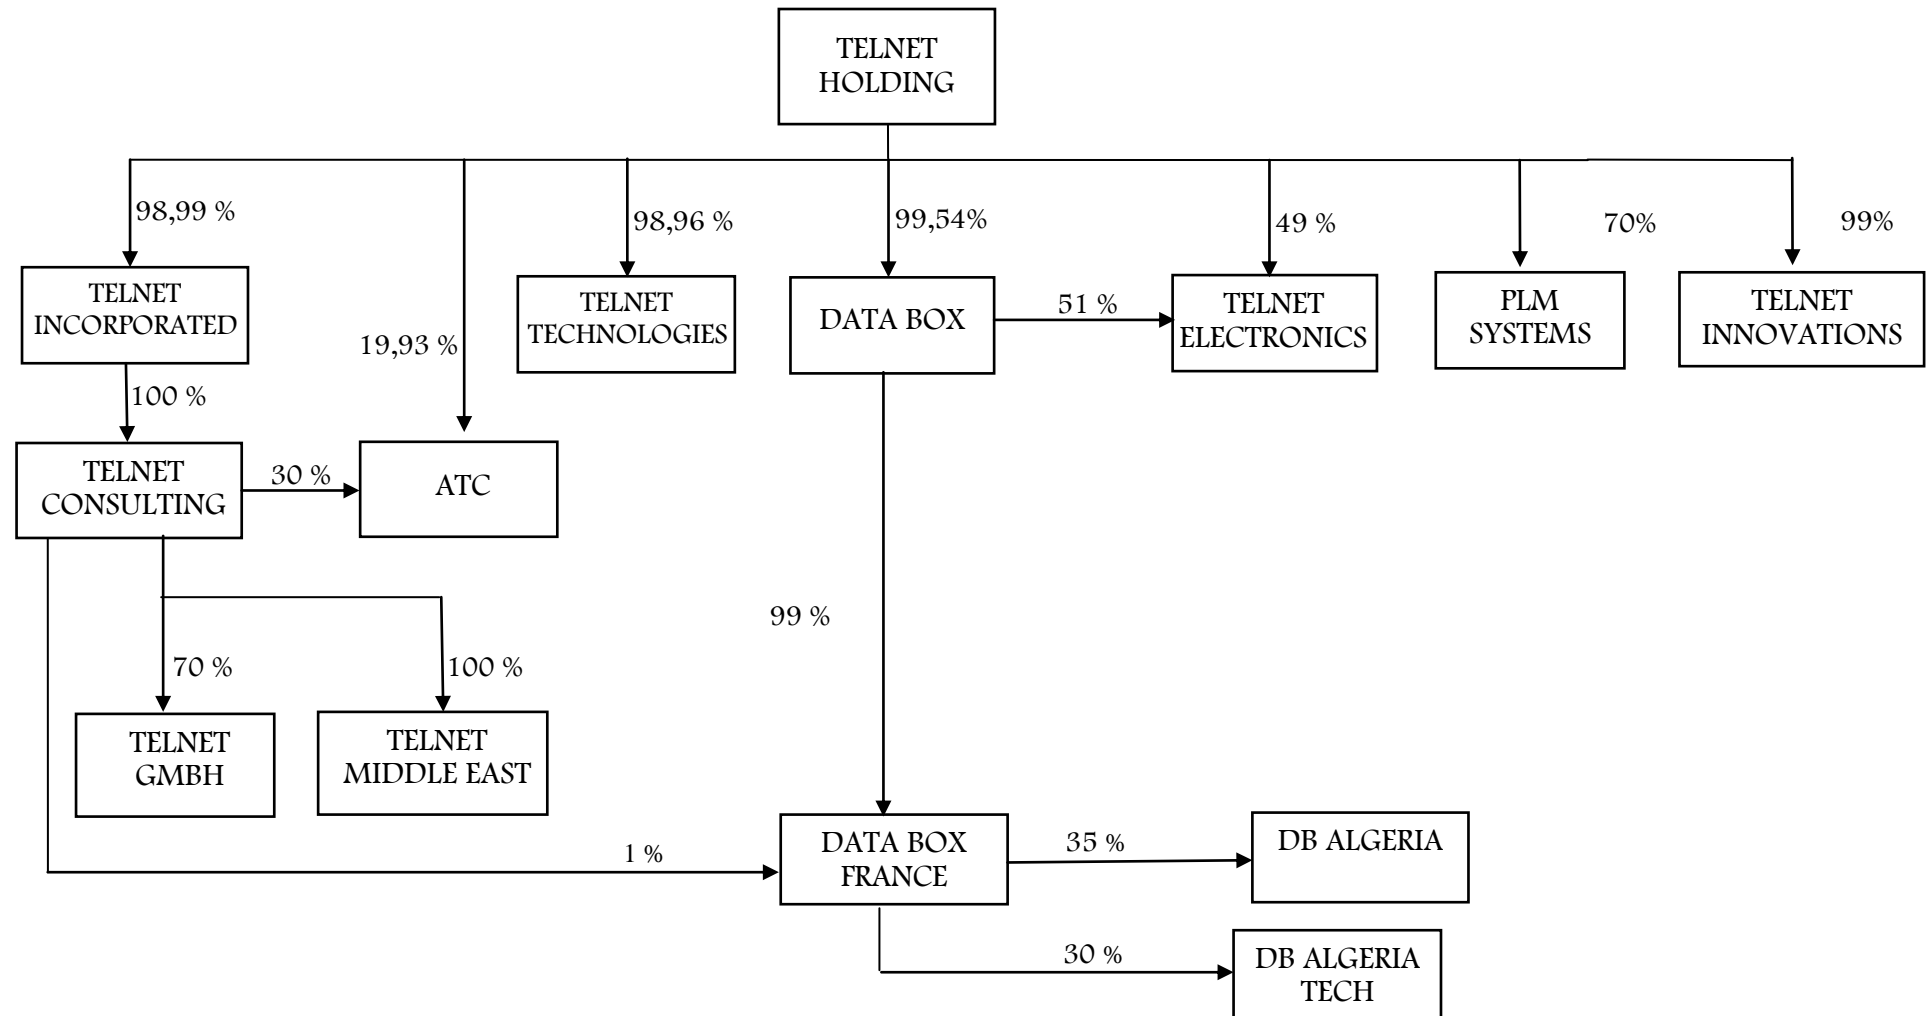 TELNET
HOLDING
98,99 %
98,96 %
99,54%
49 %
70%
99%
TELNET
INCORPORATED
19,93 %
TELNET
TECHNOLOGIES
DATA BOX
51 %
TELNET
ELECTRONICS
PLM
SYSTEMS
TELNET
INNOVATIONS
100 %
TELNET
CONSULTING
30 %
ATC
99 %
70 %
100 %
TELNET
GMBH
TELNET
MIDDLE EAST
1 %
DATA BOX
FRANCE
35 %
DB ALGERIA
30 %
DB ALGERIA
TECH